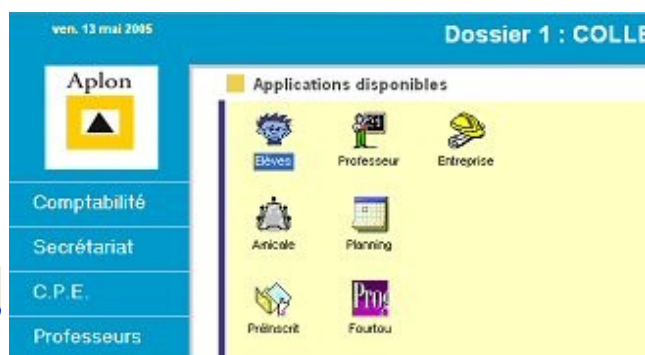 ven. 13 mai 2005
Dossier 1 : COLLE
Aplon
Applications disponibles
Elèves
Professeur
Entreprise
Comptabilité
Amicale
Planning
Secrétariat
C.P.E.
Prog
Préinscrit
Fourtou
Professeurs